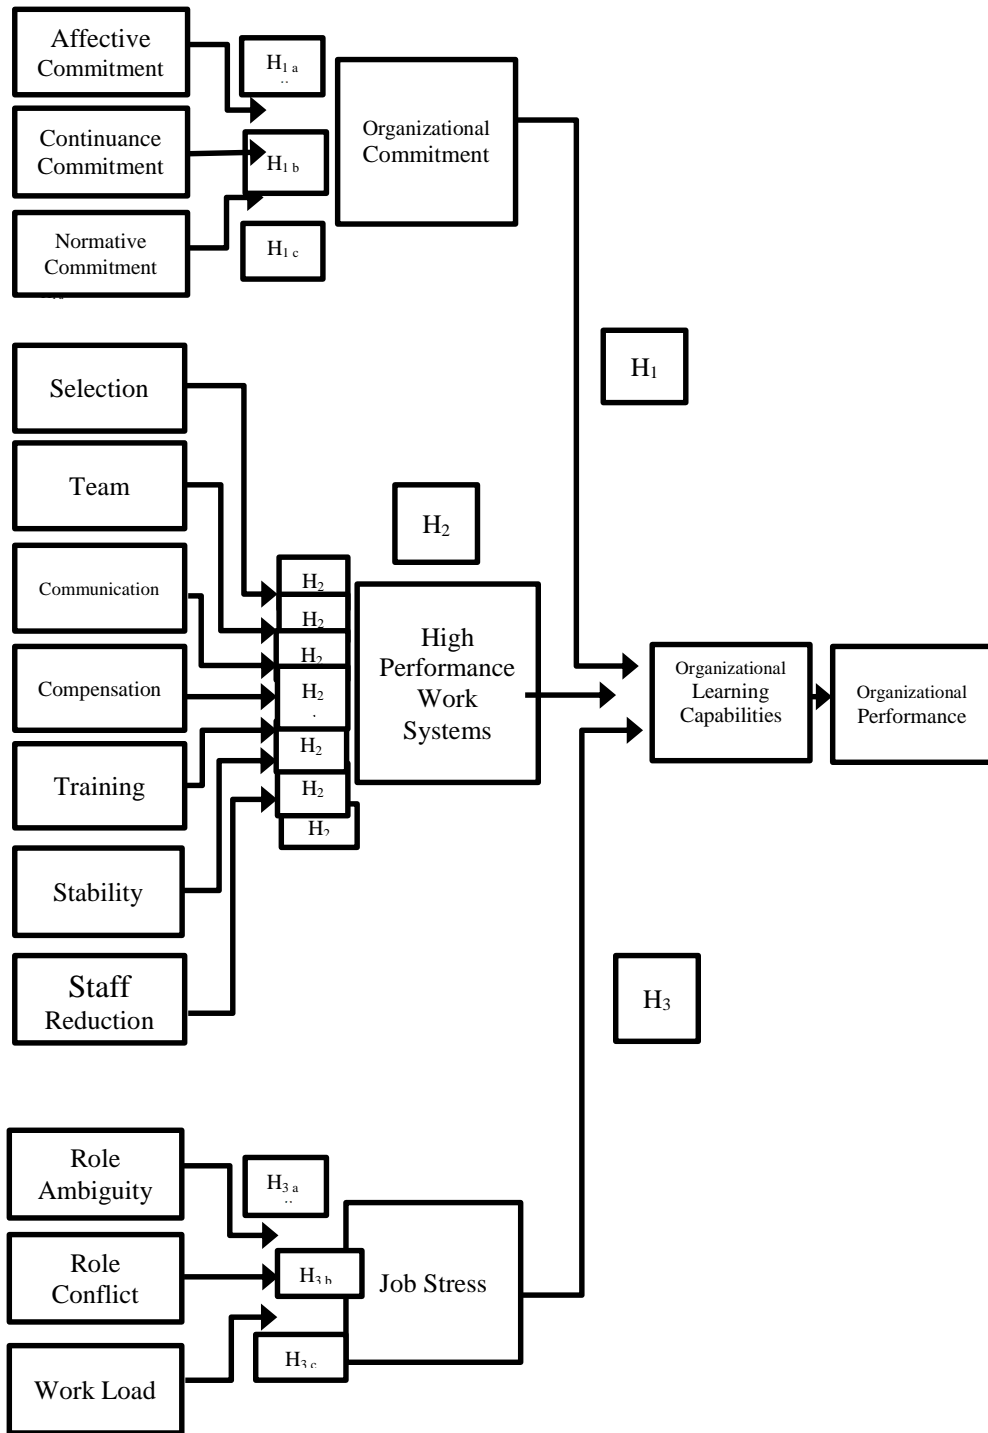 Affective
Commitment
H1 a
Continuance
Commitment
H1 b
Normative
Commitment
H1 c
Organizational
Commitment
H1
Selection
Team
Communication
Compensation
Training
Stability
Staff
Reduction
H2
H2
H2
H2
H2
.
H2
H2
H2
High
Performance
Work
Systems
Organizational
Learning
Capabilities
Organizational
Performance
H3
Role
Ambiguity
H3 a
Role
Conflict
H3 b
Work Load
H3 c
Job Stress